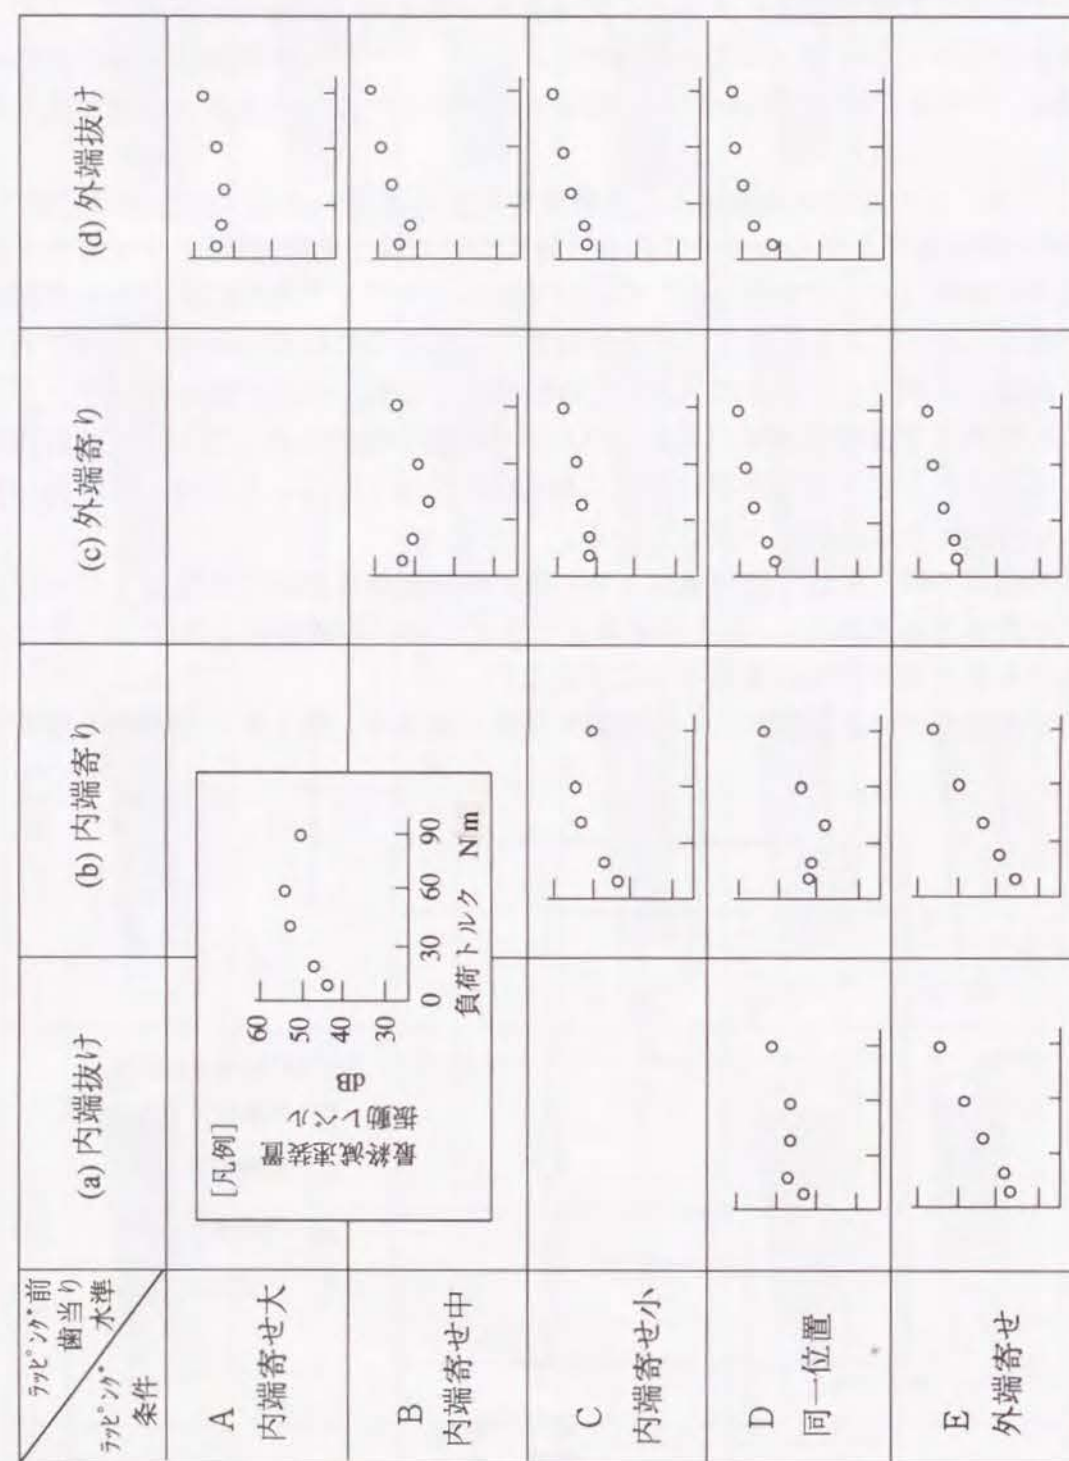 ラッピング前
歯当り
水準
ラッピング
条件
(a) 内端抜け
(b) 内端寄り
(c) 外端寄り
(d) 外端抜け
A
内端寄せ大
[凡例]
最終減速装置
振動レベル
dB
60
50
40
30
0 30 60 90
負荷トルク Nm
B
内端寄せ中
C
内端寄せ小
D
同一位置
E
外端寄せ